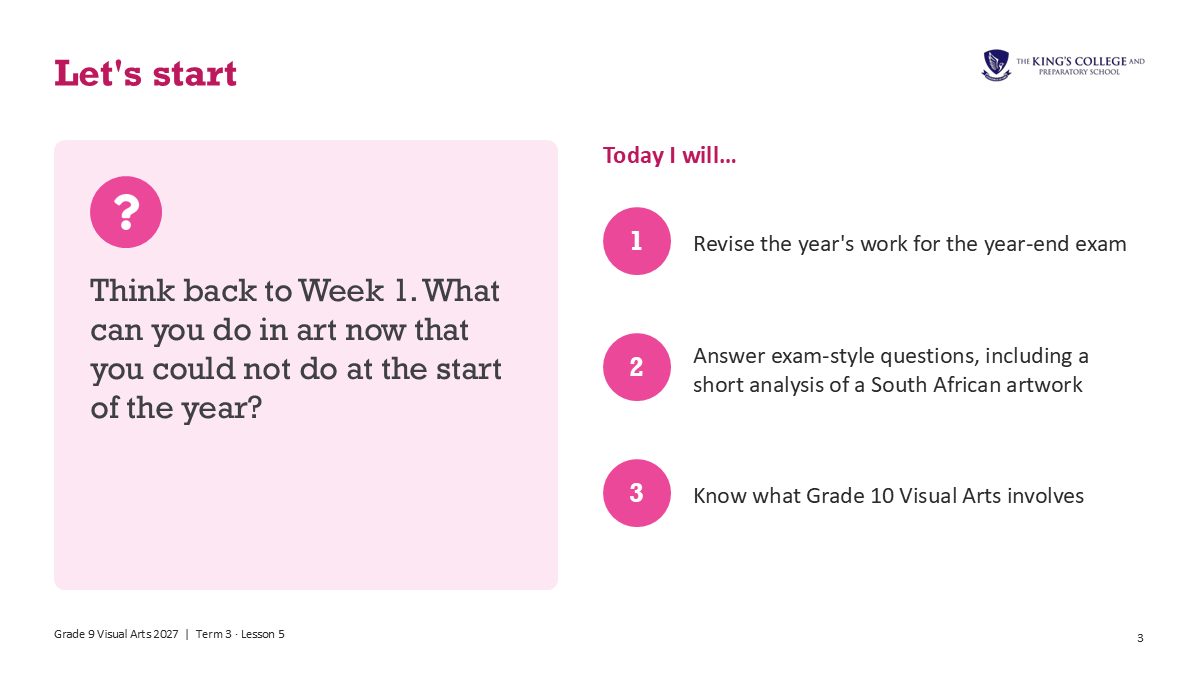 Let's start
THE KING'S COLLEGE AND
PREPARATORY SCHOOL
?
Think back to Week 1. What
can you do in art now that
you could not do at the start
of the year?
Today I will...
1
Revise the year's work for the year-end exam
2
Answer exam-style questions, including a
short analysis of a South African artwork
3
Know what Grade 10 Visual Arts involves
Grade 9 Visual Arts 2027 | Term 3 · Lesson 5
3